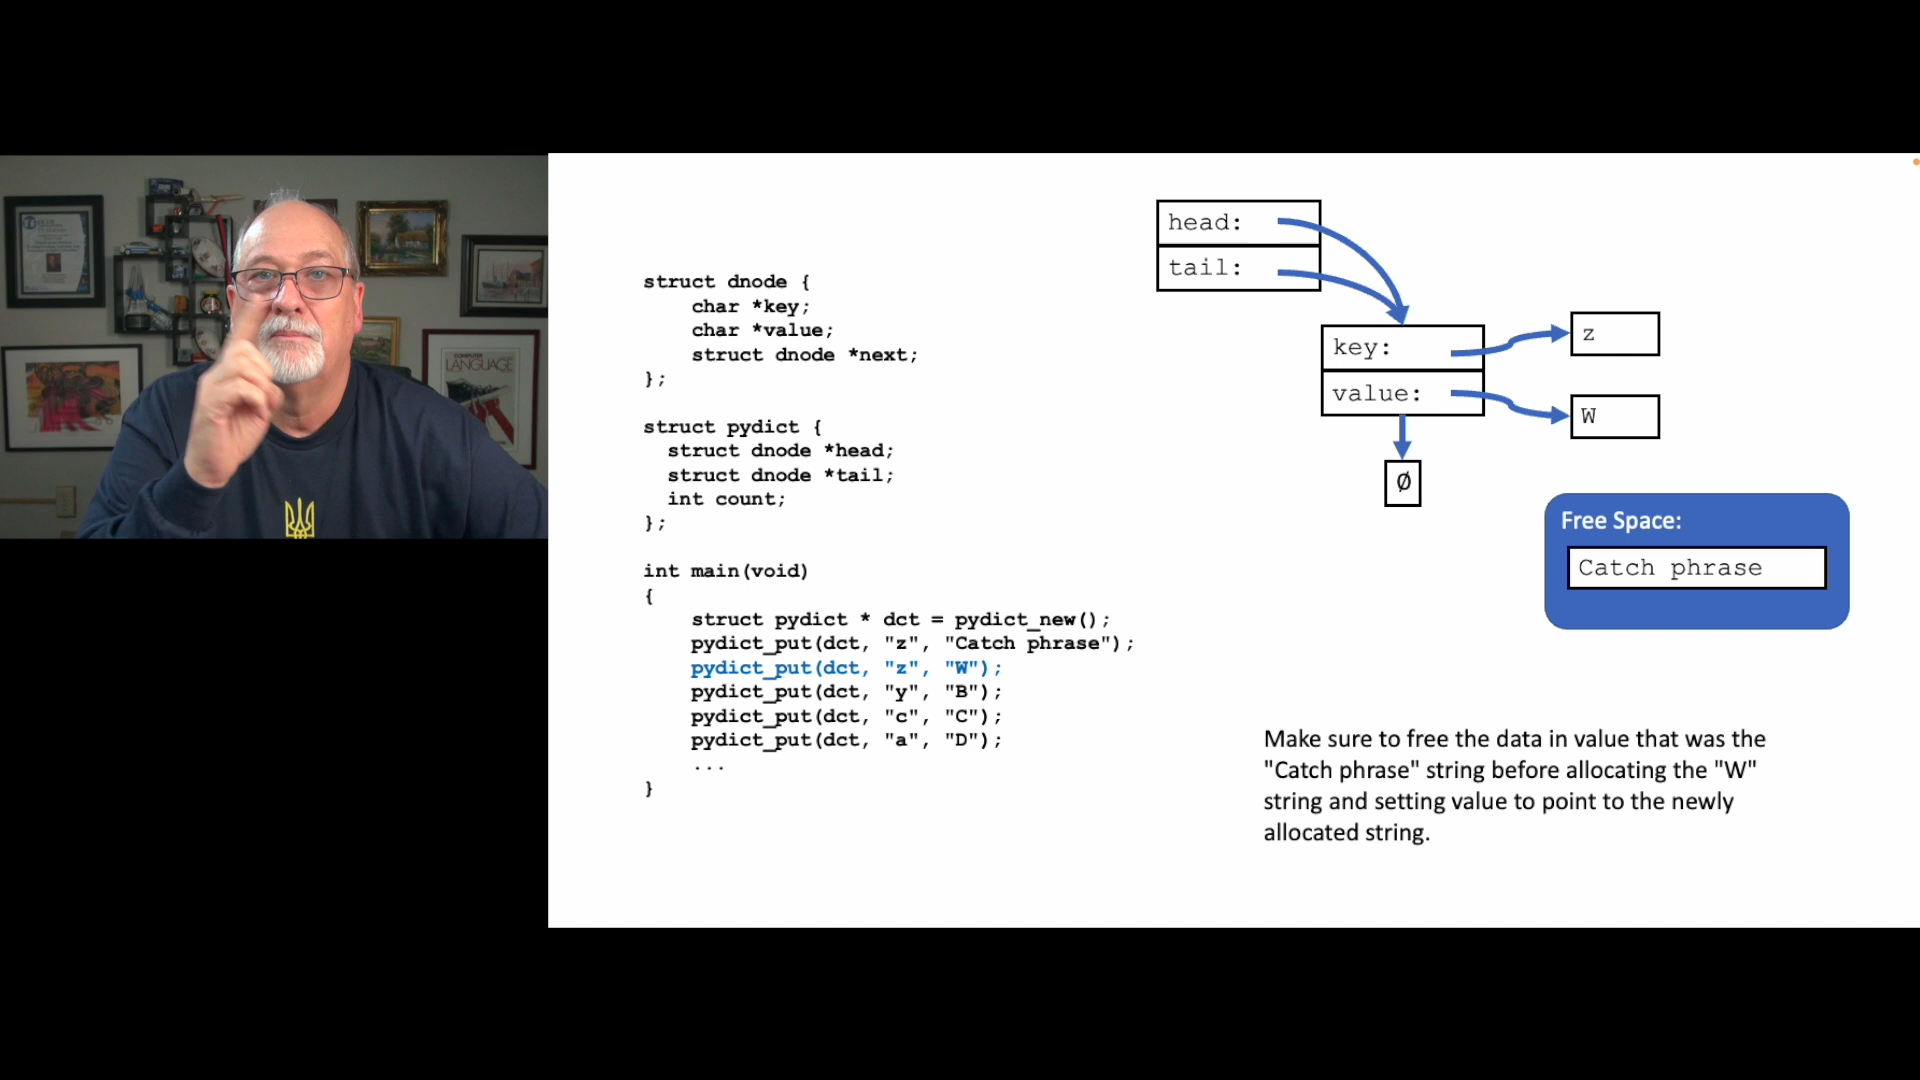 COMPUTER
LANGUAGE
struct dnode {
    char *key;
    char *value;
    struct dnode *next;
};
struct pydict {
  struct dnode *head;
  struct dnode *tail;
  int count;
};
int main(void)
{
    struct pydict * dct = pydict_new();
    pydict_put(dct, "z", "Catch phrase");
    pydict_put(dct, "z", "W");
    pydict_put(dct, "y", "B");
    pydict_put(dct, "c", "C");
    pydict_put(dct, "a", "D");
    ...
}
head:
tail:
key:
z
value:
W
Ø
Free Space:
Catch phrase
Make sure to free the data in value that was the
"Catch phrase" string before allocating the "W"
string and setting value to point to the newly
allocated string.